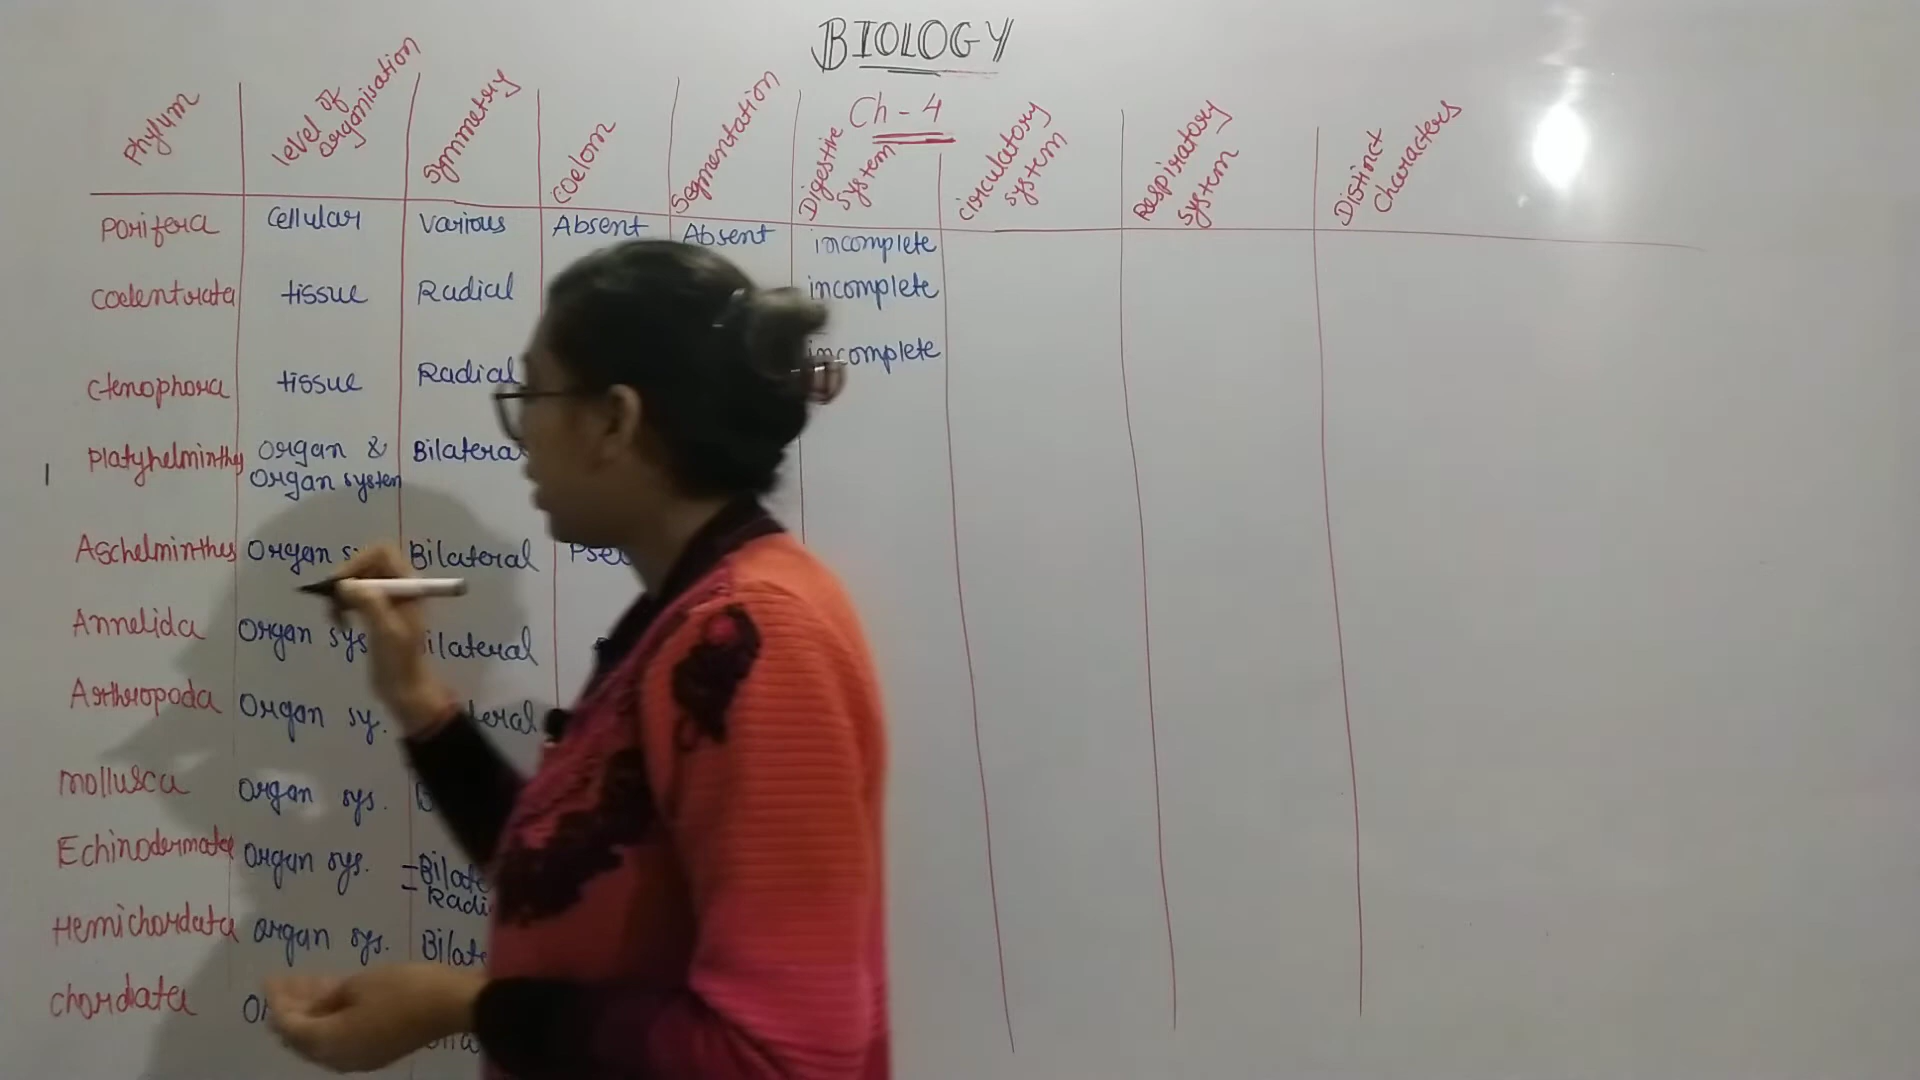 BIOLOGY
Ch - 4
Phylum
level of organisation
Symmetry
Coelom
Segmentation
Digestive System
Circulatory system
Respiratory System
Distinct Characters
Porifera Cellular Various Absent Absent incomplete
Coelentrata tissue Radial incomplete
Ctenophora tissue Radial incomplete
Platyhelminthes Organ & Bilateral
Organ system
Aschelminthes Organ Bilateral
Annelida Organ sys
Arthropoda Organ sy.
Mollusca Organ sys.
Echinodermata Organ sys.
Hemichordata organ sys.
Chordata